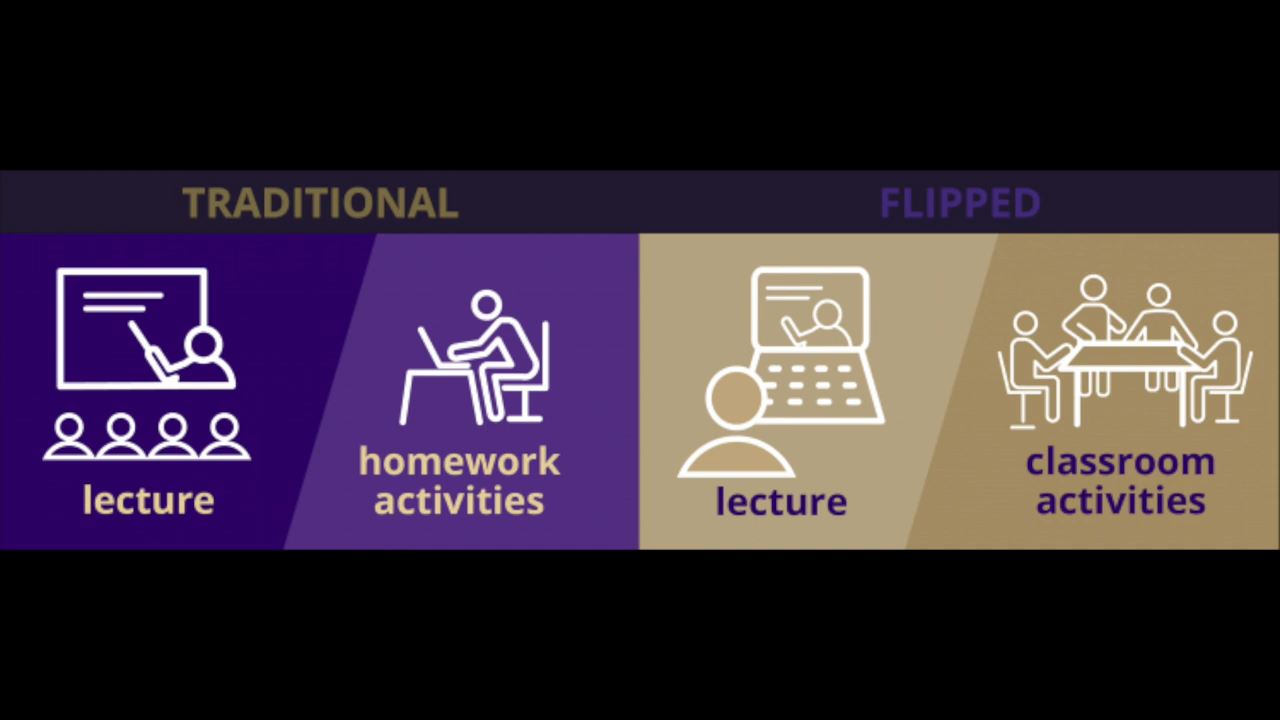 TRADITIONAL
FLIPPED
lecture
homework
activities
lecture
classroom
activities